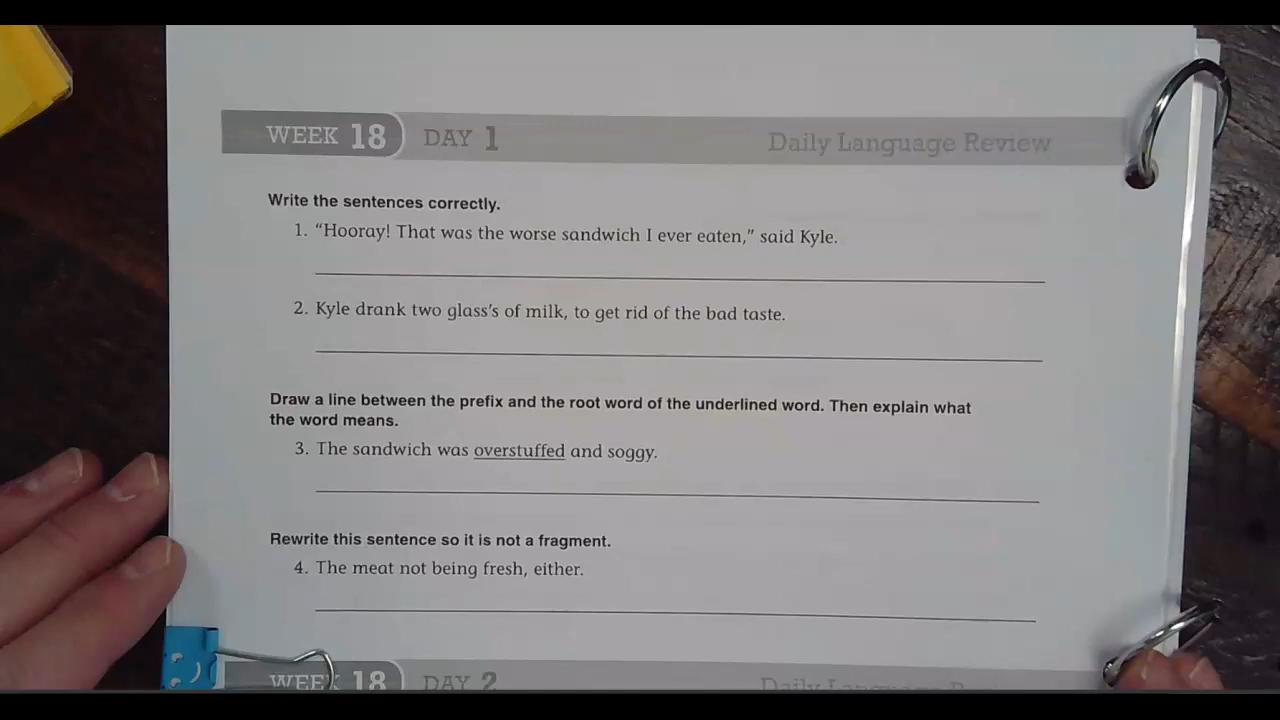 WEEK 18 DAY 1 Daily Language Review
Write the sentences correctly.
1. “Hooray! That was the worse sandwich I ever eaten,” said Kyle.
2. Kyle drank two glass’s of milk, to get rid of the bad taste.
Draw a line between the prefix and the root word of the underlined word. Then explain what
the word means.
3. The sandwich was overstuffed and soggy.
Rewrite this sentence so it is not a fragment.
4. The meat not being fresh, either.
WEEK 18 DAY 2 Daily Language